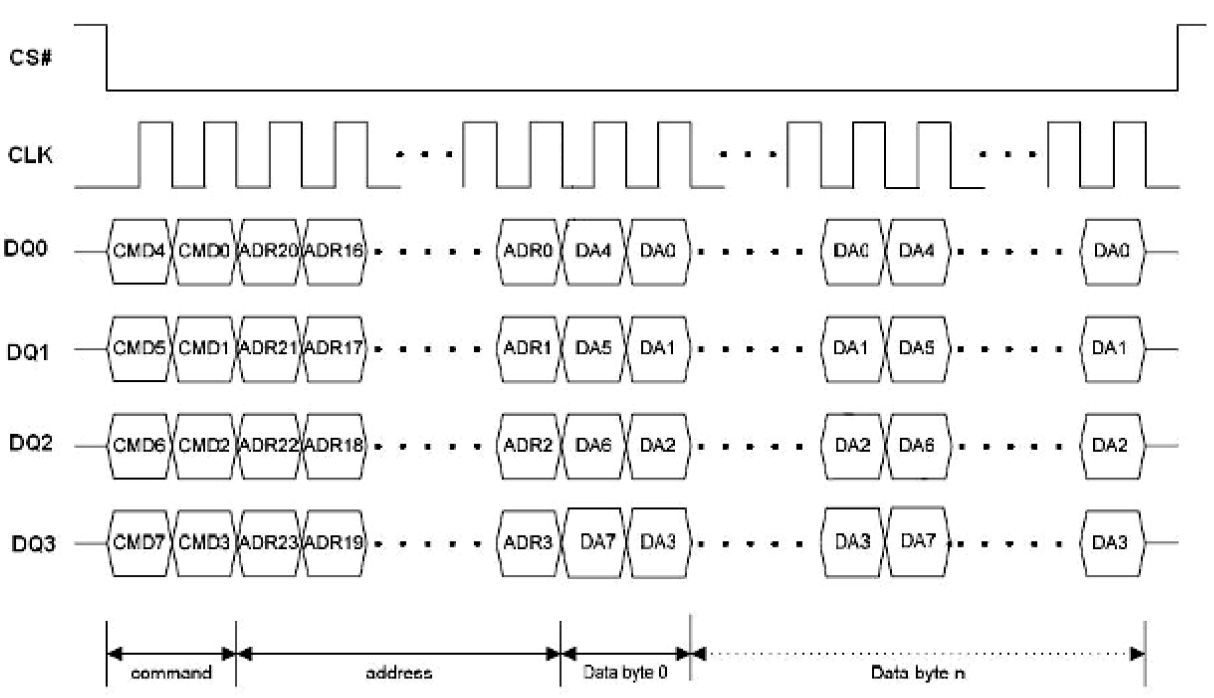 CS#
CLK
DQ0 CMD4 CMD0 ADR20 ADR16 ADR0 DA4 DA0 DA0 DA4 DA0
DQ1 CMD5 CMD1 ADR21 ADR17 ADR1 DA5 DA1 DA1 DA5 DA1
DQ2 CMD6 CMD2 ADR22 ADR18 ADR2 DA6 DA2 DA2 DA6 DA2
DQ3 CMD7 CMD3 ADR23 ADR19 ADR3 DA7 DA3 DA3 DA7 DA3
command address Data byte 0 Data byte n